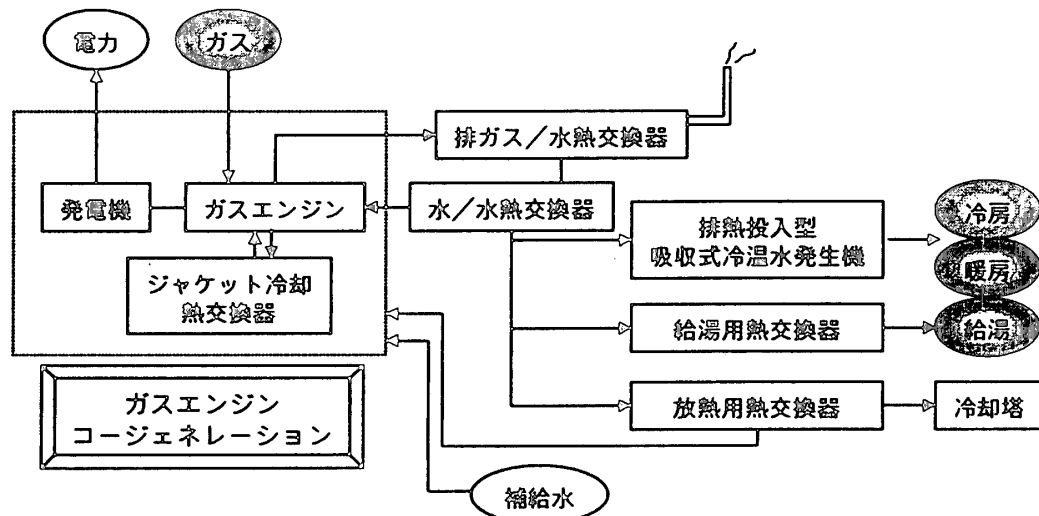 電力
ガス
排ガス/水熱交換器
発電機
ガスエンジン
水/水熱交換器
排熱投入型
吸収式冷温水発生機
冷房
暖房
ジャケット冷却
熱交換器
給湯用熱交換器
給湯
ガスエンジン
コージェネレーション
放熱用熱交換器
冷却塔
補給水